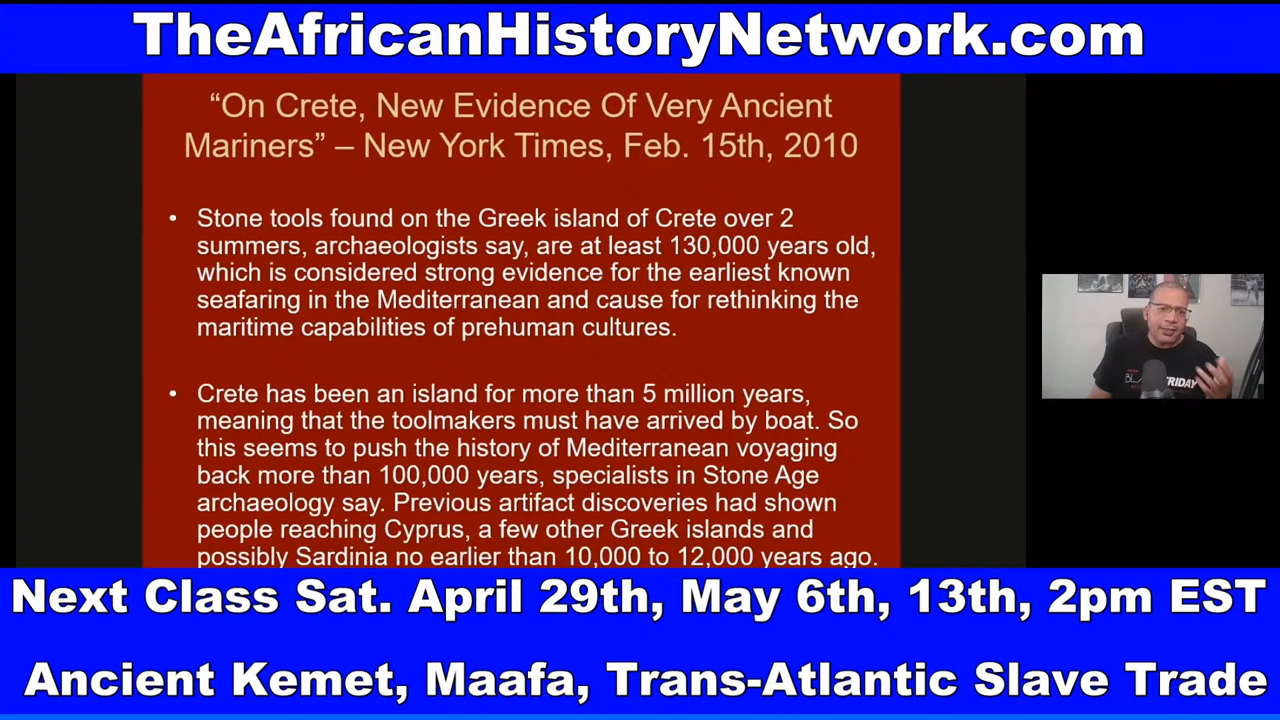 TheAfricanHistoryNetwork.com
“On Crete, New Evidence Of Very Ancient
Mariners” – New York Times, Feb. 15th, 2010
• Stone tools found on the Greek island of Crete over 2
summers, archaeologists say, are at least 130,000 years old,
which is considered strong evidence for the earliest known
seafaring in the Mediterranean and cause for rethinking the
maritime capabilities of prehuman cultures.
• Crete has been an island for more than 5 million years,
meaning that the toolmakers must have arrived by boat. So
this seems to push the history of Mediterranean voyaging
back more than 100,000 years, specialists in Stone Age
archaeology say. Previous artifact discoveries had shown
people reaching Cyprus, a few other Greek islands and
possibly Sardinia no earlier than 10,000 to 12,000 years ago.
FRIDAY
Next Class Sat. April 29th, May 6th, 13th, 2pm EST
Ancient Kemet, Maafa, Trans-Atlantic Slave Trade